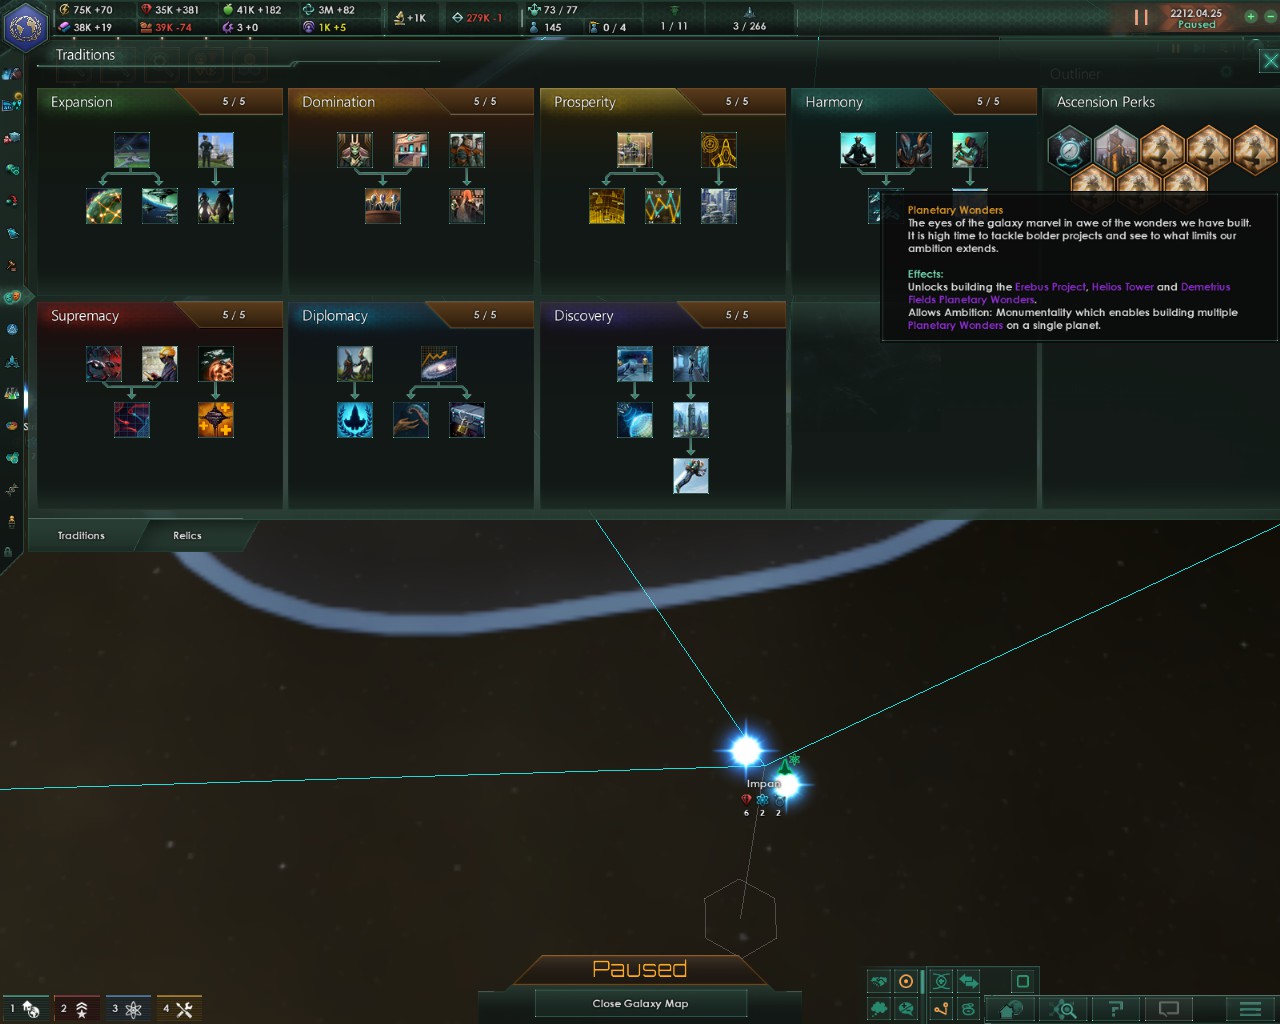 75K +70
35K +381
41K +182
3M +82
+1K
279K -1
73 / 77
2212.04.25
38K +19
39K -74
3 +0
1K +5
145
0 / 4
1 / 11
3 / 266
Paused
Traditions
Outliner
Expansion
5 / 5
Domination
5 / 5
Prosperity
5 / 5
Harmony
5 / 5
Ascension Perks
Planetary Wonders
The eyes of the galaxy marvel in awe of the wonders we have built.
It is high time to tackle bolder projects and see to what limits our
ambition extends.
Effects:
Unlocks building the Erebus Project, Helios Tower and Demetrius
Fields Planetary Wonders.
Allows Ambition: Monumentality which enables building multiple
Planetary Wonders on a single planet.
Supremacy
5 / 5
Diplomacy
5 / 5
Discovery
5 / 5
Traditions
Relics
6 2 2
Paused
Close Galaxy Map
1
2
3
4